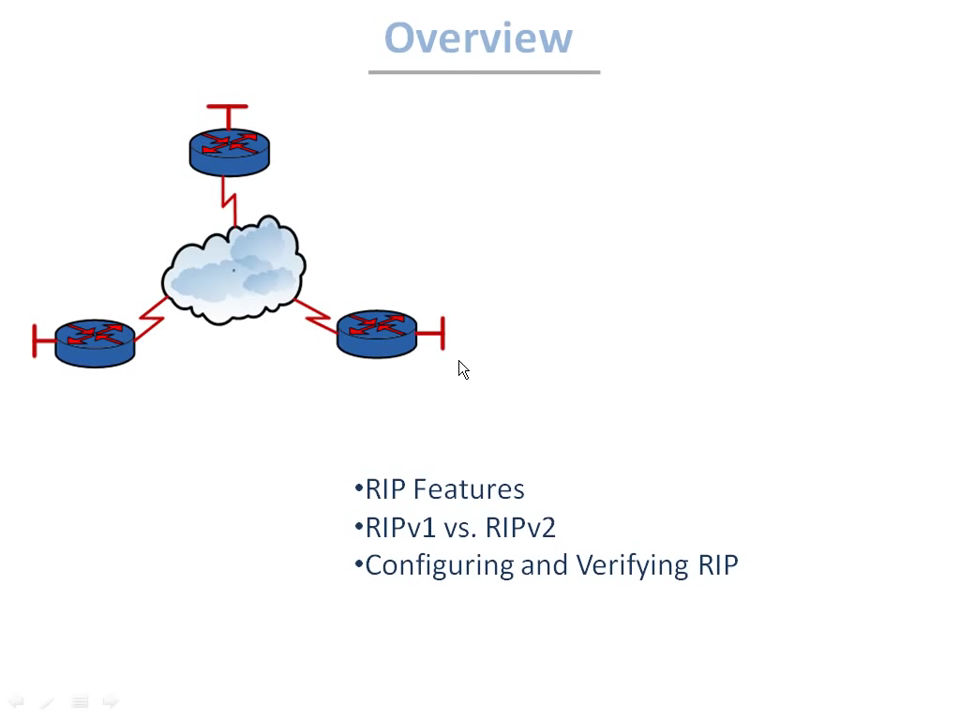 Overview
•RIP Features
•RIPv1 vs. RIPv2
•Configuring and Verifying RIP